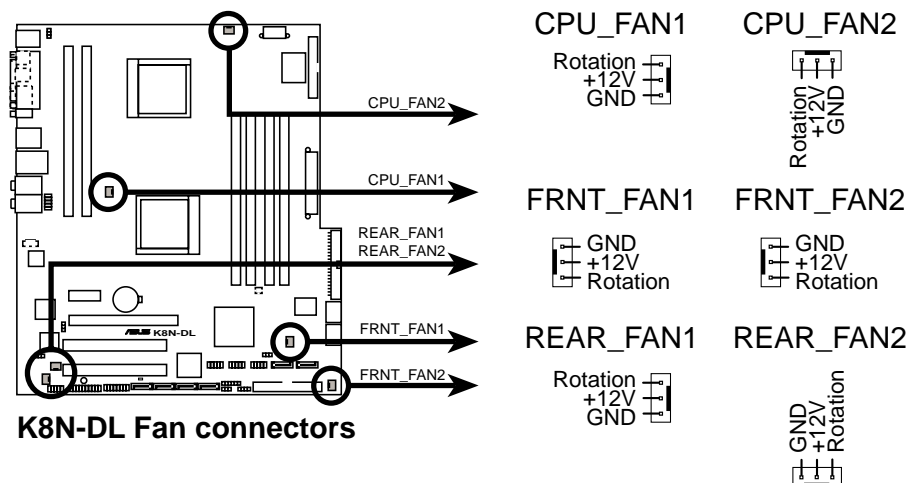 CPU_FAN1
CPU_FAN2
Rotation
+12V
GND
Rotation
+12V
GND
CPU_FAN2
CPU_FAN1
FRNT_FAN1
FRNT_FAN2
GND
+12V
Rotation
GND
+12V
Rotation
REAR_FAN1
REAR_FAN2
FRNT_FAN1
FRNT_FAN2
REAR_FAN1
REAR_FAN2
Rotation
+12V
GND
GND
+12V
Rotation
ASUS K8N-DL
K8N-DL Fan connectors